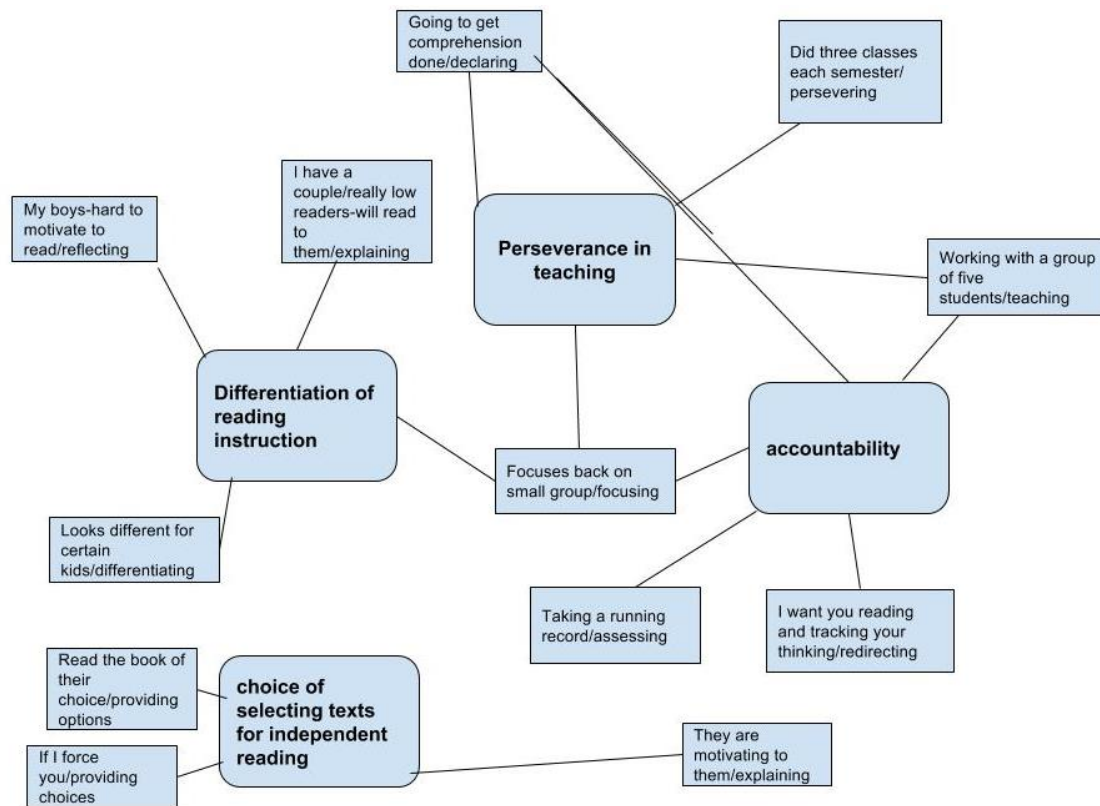 Going to get
comprehension
done/declaring
Did three classes
each semester/
persevering
I have a
couple/really low
readers-will read
to
them/explaining
My boys-hard to
motivate to
read/reflecting
Perseverance in
teaching
Working with a group
of five
students/teaching
Differentiation of
reading
instruction
accountability
Focuses back on
small group/focusing
Looks different for
certain
kids/differentiating
Taking a running
record/assessing
I want you reading
and tracking your
thinking/redirecting
Read the book of
their
choice/providing
options
choice of
selecting texts
for independent
reading
If I force
you/providing
choices
They are
motivating to
them/explaining